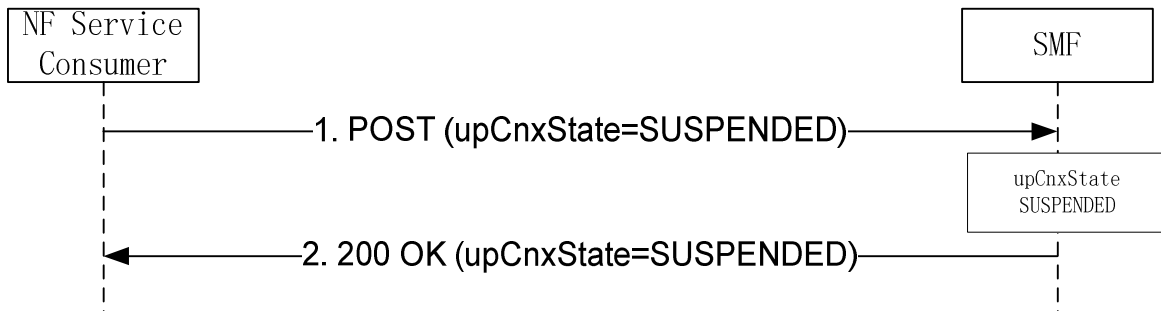 NF Service
Consumer
SMF
1. POST (upCnxState=SUSPENDED)
upCnxState
SUSPENDED
2. 200 OK (upCnxState=SUSPENDED)